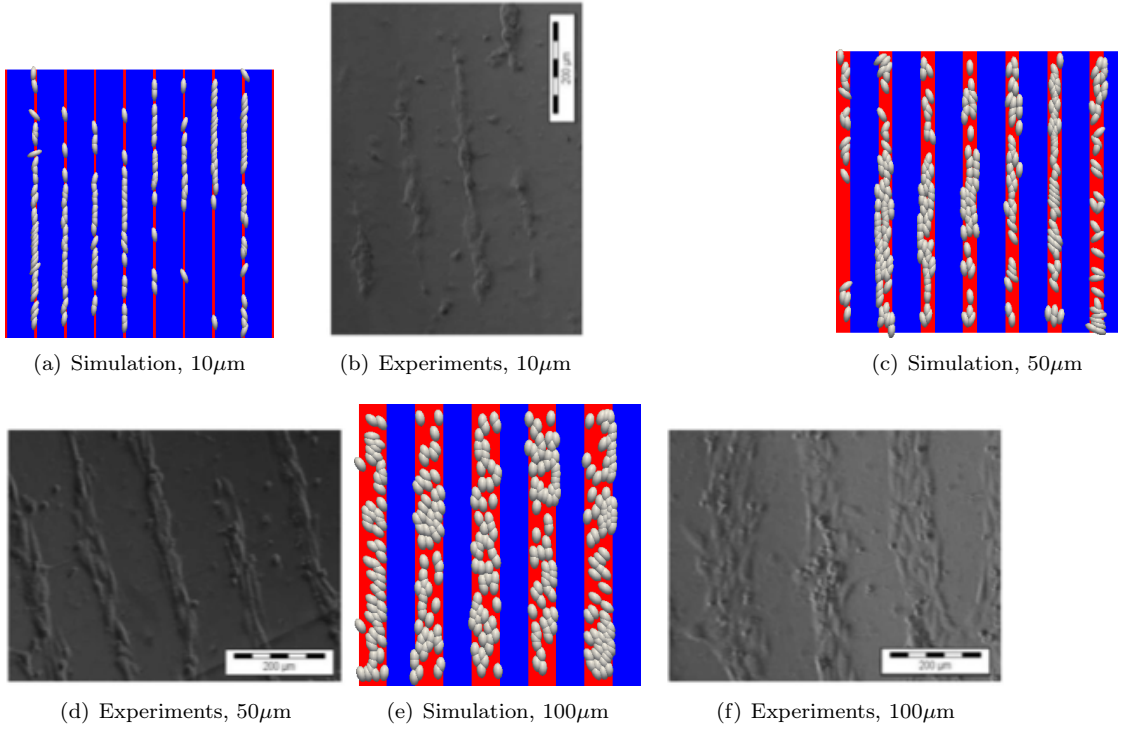 200 µm
(a) Simulation, 10µm
(b) Experiments, 10µm
(c) Simulation, 50µm
200 µm
200 µm
(d) Experiments, 50µm
(e) Simulation, 100µm
(f) Experiments, 100µm